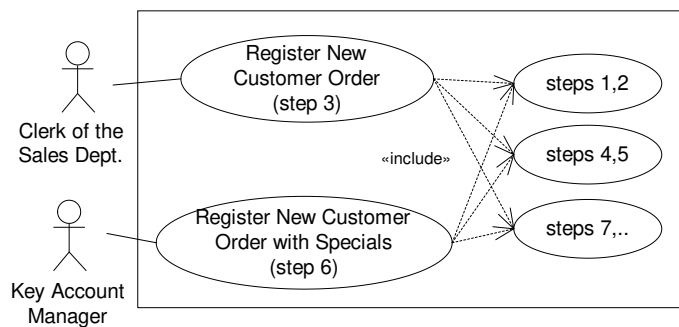 Register New
Customer Order
(step 3)
steps 1,2
Clerk of the
Sales Dept.
«include»
steps 4,5
Register New Customer
Order with Specials
(step 6)
steps 7,..
Key Account
Manager